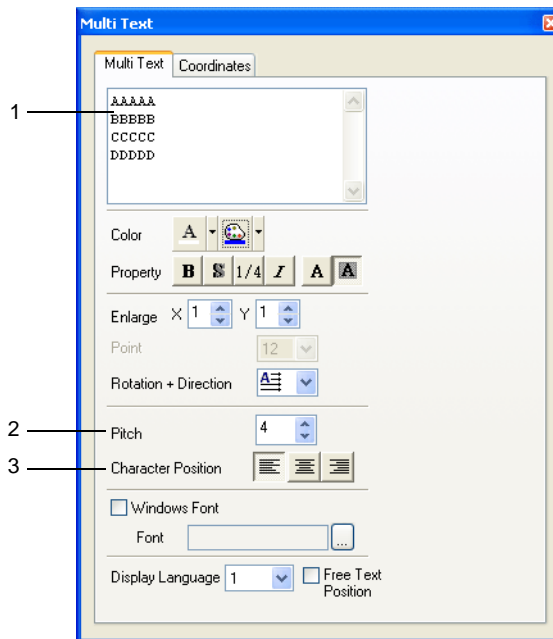 Multi Text
Multi Text Coordinates
1
AAAAA
BBBBB
CCCCC
DDDDD
Color A
Property B S 1/4 I A A
Enlarge X 1 Y 1
Point 12
Rotation + Direction A
2 Pitch 4
3 Character Position
Windows Font
Font ...
Display Language 1 Free Text
Position